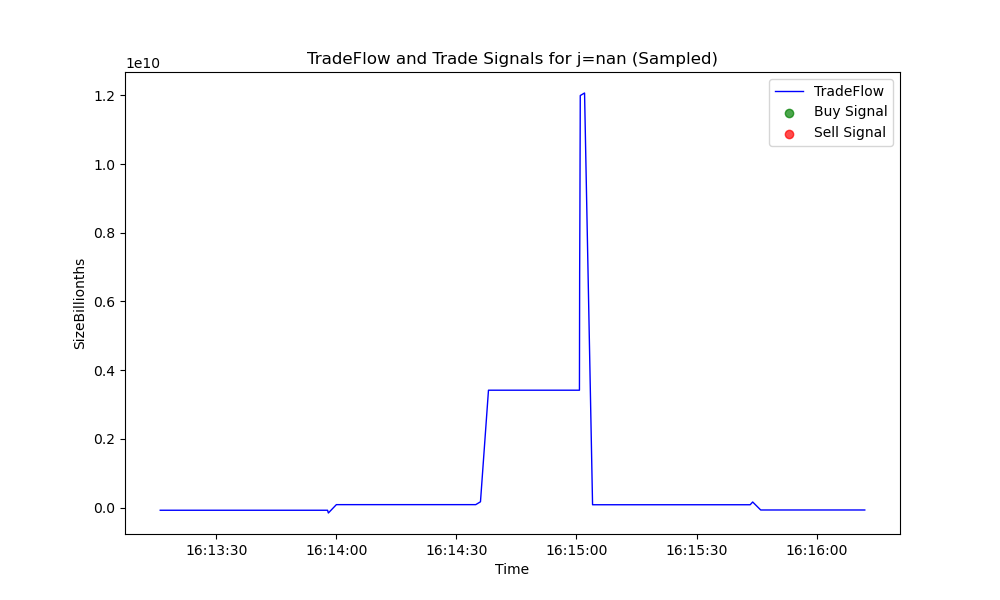 TradeFlow and Trade Signals for j=nan (Sampled)
1e10
TradeFlow
Buy Signal
Sell Signal
1.2
1.0
0.8
0.6
0.4
0.2
0.0
SizeBillionths
16:13:30 16:14:00 16:14:30 16:15:00 16:15:30 16:16:00
Time